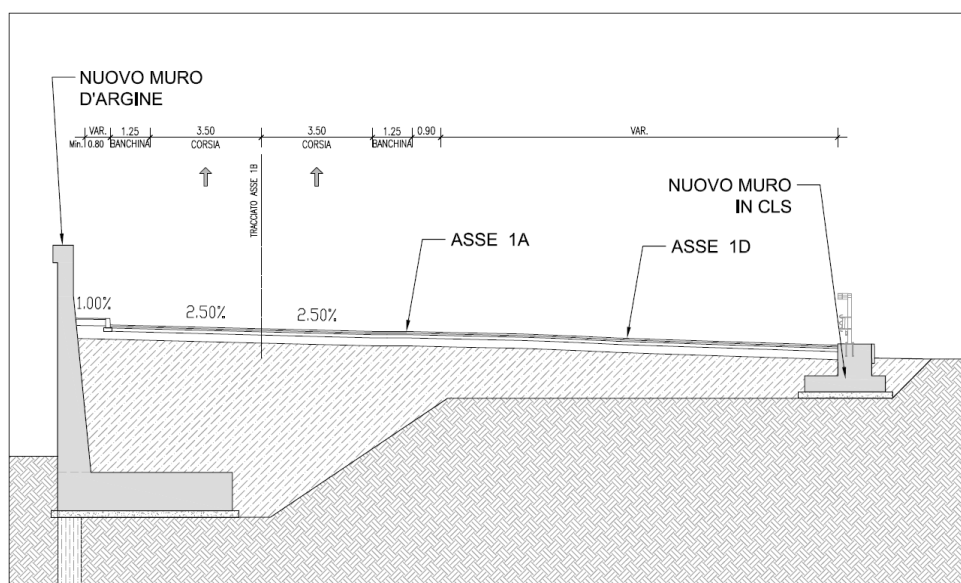 NUOVO MURO
D'ARGINE
VAR. 1.25 3.50 3.50 1.25 0.90 VAR.
Min. 0.80 BANCHINA CORSIA CORSIA BANCHINA
TRACCIATO ASSE 1B
NUOVO MURO
IN CLS
ASSE 1A
ASSE 1D
1.00%
2.50% 2.50%